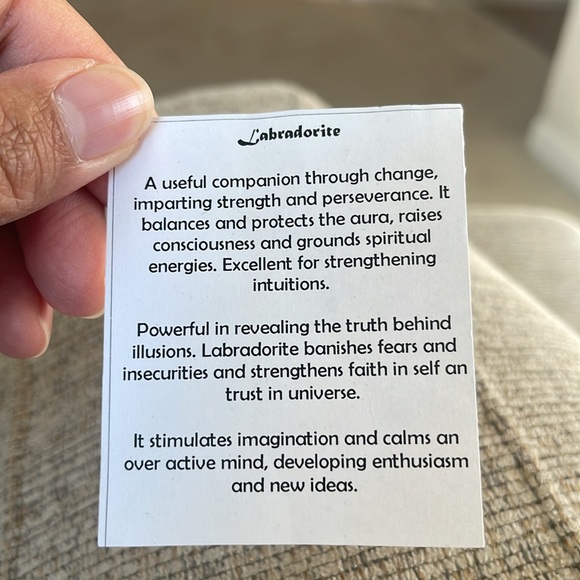 Labradorite
A useful companion through change,
imparting strength and perseverance. It
balances and protects the aura, raises
consciousness and grounds spiritual
energies. Excellent for strengthening
intuitions.
Powerful in revealing the truth behind
illusions. Labradorite banishes fears and
insecurities and strengthens faith in self an
trust in universe.
It stimulates imagination and calms an
over active mind, developing enthusiasm
and new ideas.